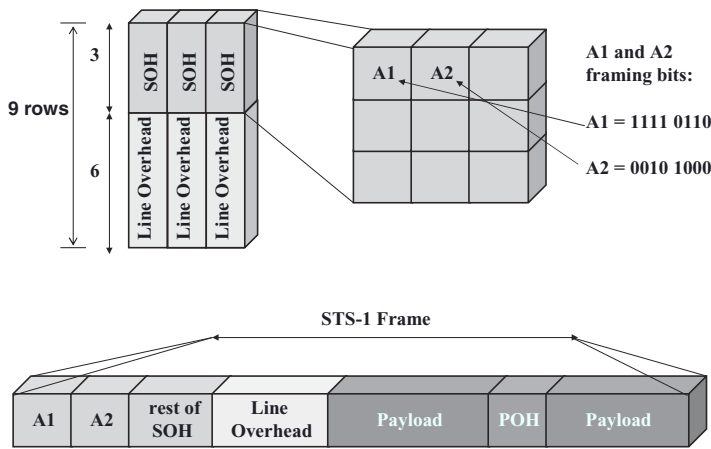 3
SOH SOH SOH
9 rows
6
Line Overhead Line Overhead Line Overhead
A1 A2
A1 and A2
framing bits:
A1 = 1111 0110
A2 = 0010 1000
STS-1 Frame
A1 A2 rest of SOH Line Overhead Payload POH Payload